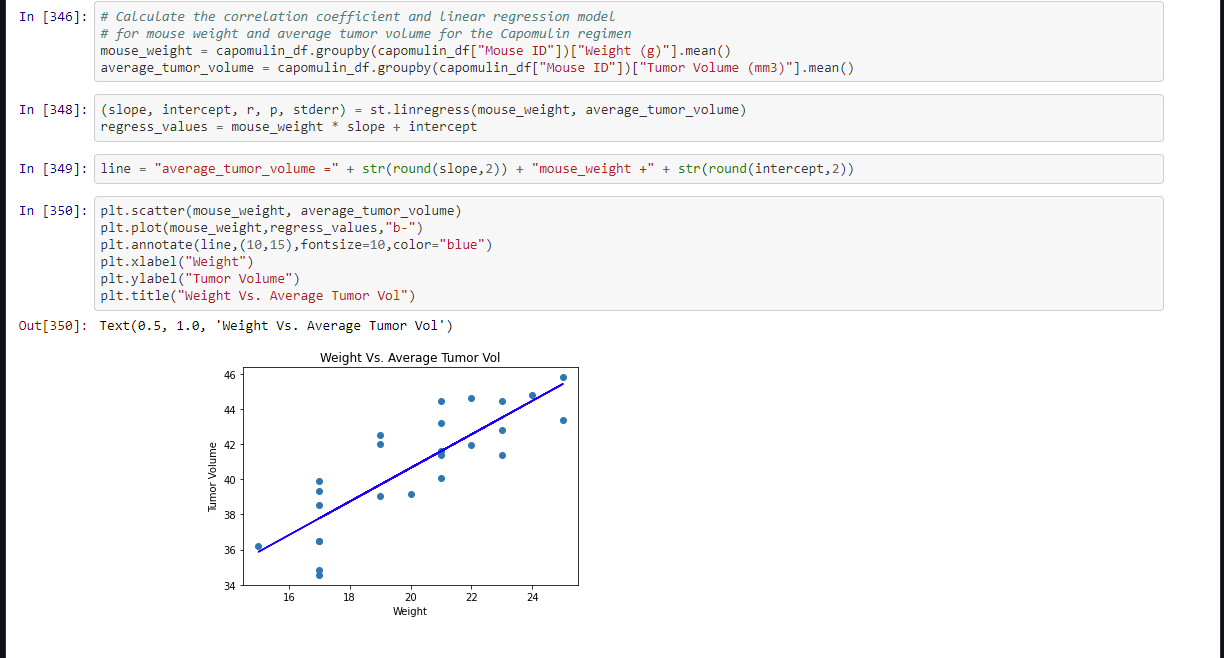 In [346]: # Calculate the correlation coefficient and linear regression model
# for mouse weight and average tumor volume for the Capomulin regimen
mouse_weight = capomulin_df.groupby(capomulin_df["Mouse ID"])["Weight (g)"].mean()
average_tumor_volume = capomulin_df.groupby(capomulin_df["Mouse ID"])["Tumor Volume (mm3)"].mean()
In [348]: (slope, intercept, r, p, stderr) = st.linregress(mouse_weight, average_tumor_volume)
regress_values = mouse_weight * slope + intercept
In [349]: line = "average_tumor_volume =" + str(round(slope,2)) + "mouse_weight +" + str(round(intercept,2))
In [350]: plt.scatter(mouse_weight, average_tumor_volume)
plt.plot(mouse_weight,regress_values,"b-")
plt.annotate(line,(10,15),fontsize=10,color="blue")
plt.xlabel("Weight")
plt.ylabel("Tumor Volume")
plt.title("Weight Vs. Average Tumor Vol")
Out[350]: Text(0.5, 1.0, 'Weight Vs. Average Tumor Vol')
Weight Vs. Average Tumor Vol
Tumor Volume
46
44
42
40
38
36
34
16 18 20 22 24
Weight